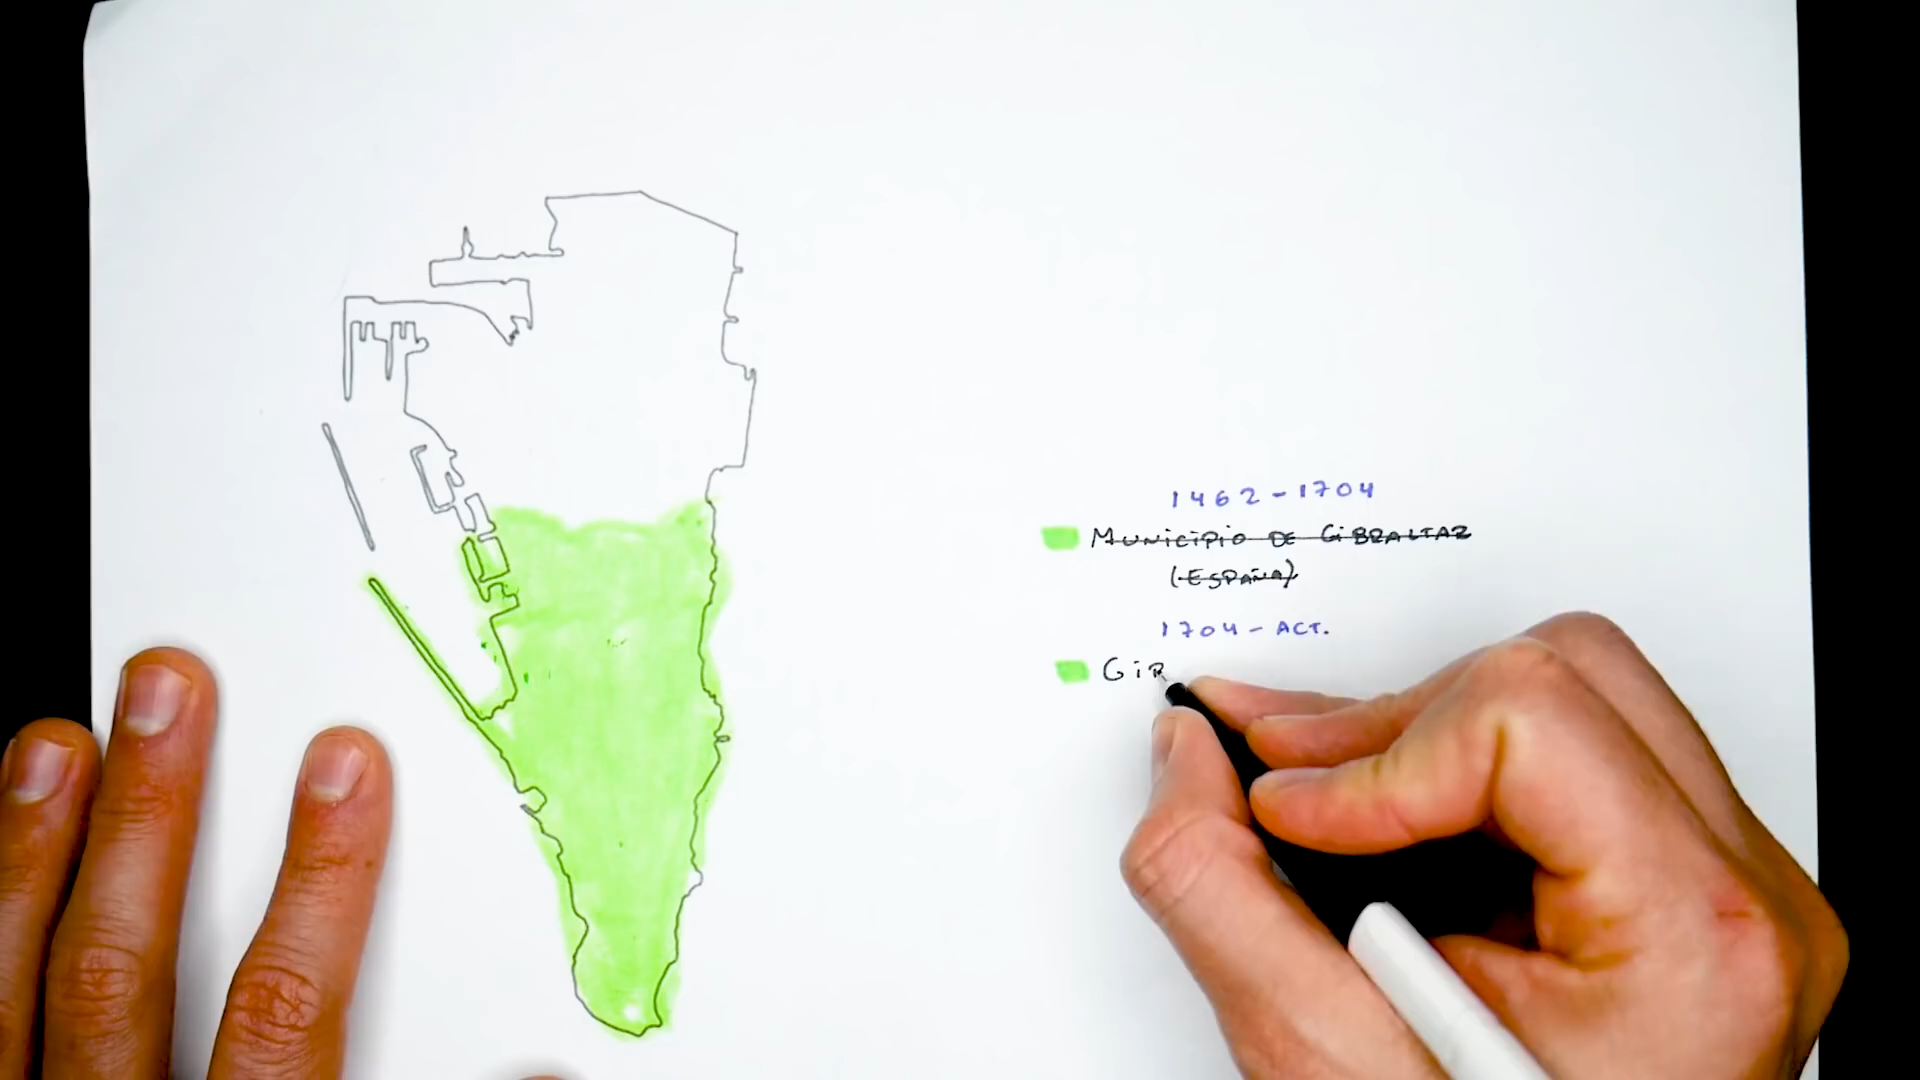 1462-1704
MUNICIPIO DE GIBRALTAR
(ESPAÑA)
1704- ACT.
GIB